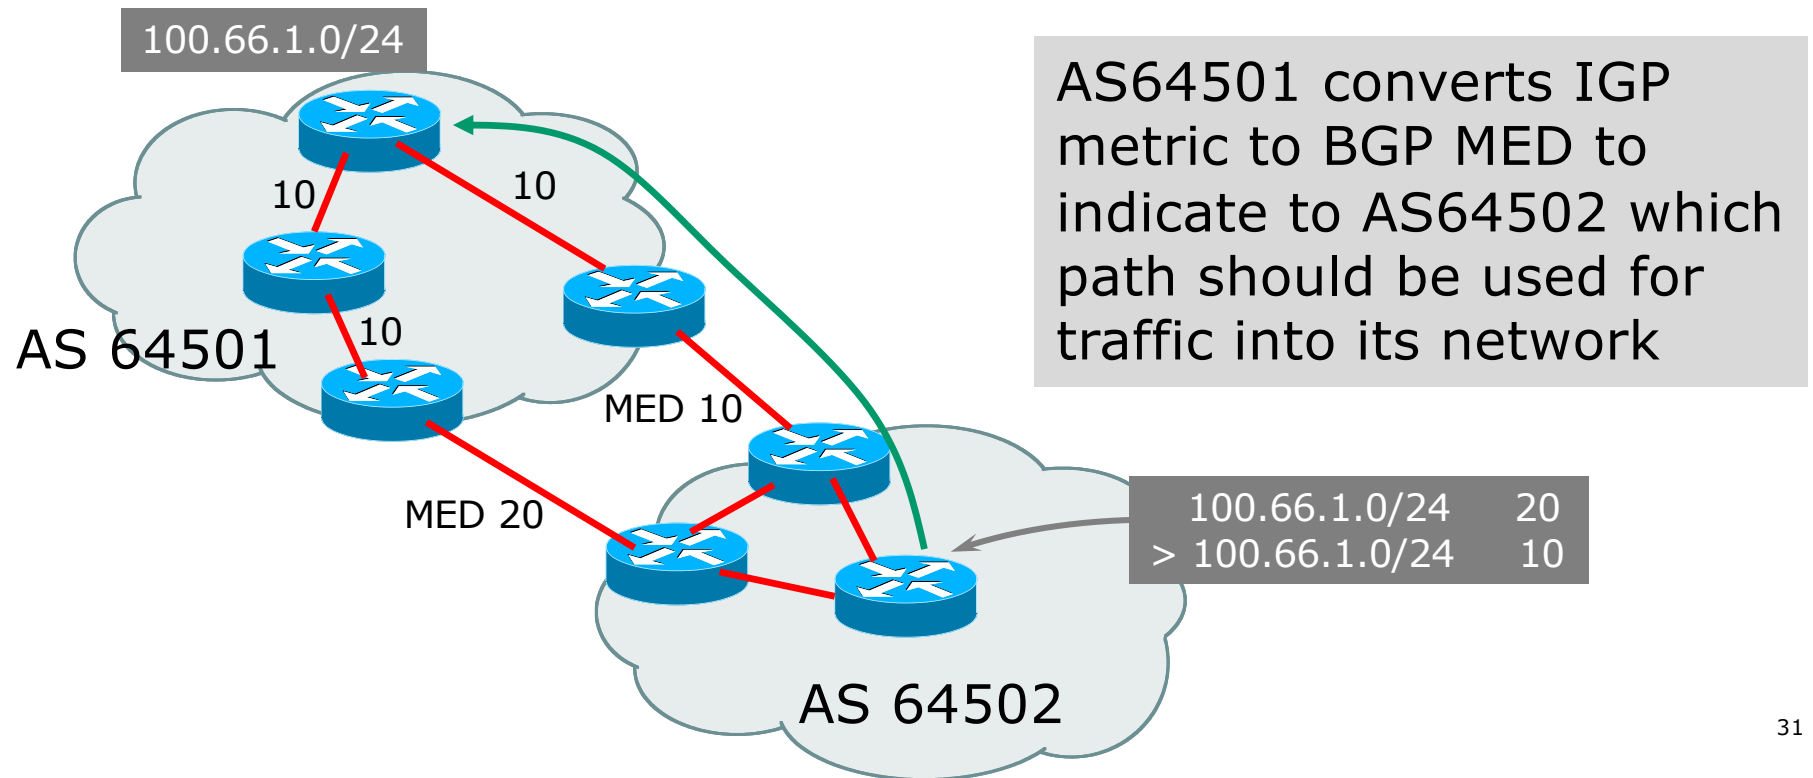 100.66.1.0/24
AS64501 converts IGP
metric to BGP MED to
indicate to AS64502 which
path should be used for
traffic into its network
10
10
10
AS 64501
MED 10
MED 20
100.66.1.0/24 20
> 100.66.1.0/24 10
AS 64502
31